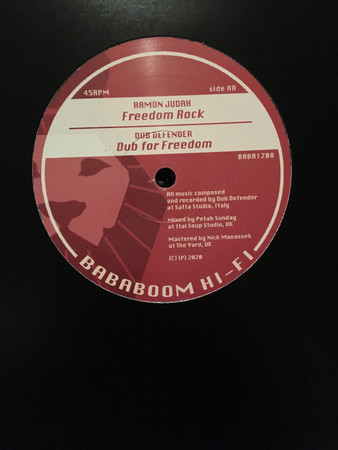 45RPM
side AA
RAMON JUDAH
Freedom Rock
DUB DEFENDER
Dub for Freedom
BABA1208
All music composed
and recorded by Dub Defender
at Satta Studio, Italy
Mixed by Petah Sunday
at Ital Soup Studio, UK
Mastered by Nick Manasseh
at The Yard, UK
(C) (P) 2020
BABABOOM HI-FI